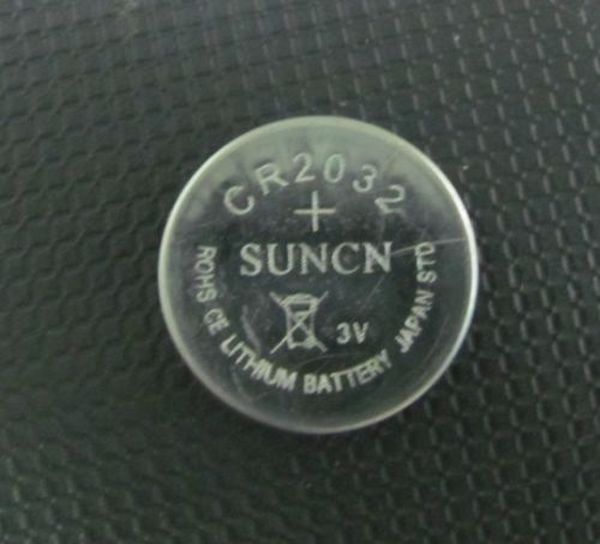 CR2032
+
SUNCN
3V
ROHS CE LITHIUM BATTERY JAPAN STD